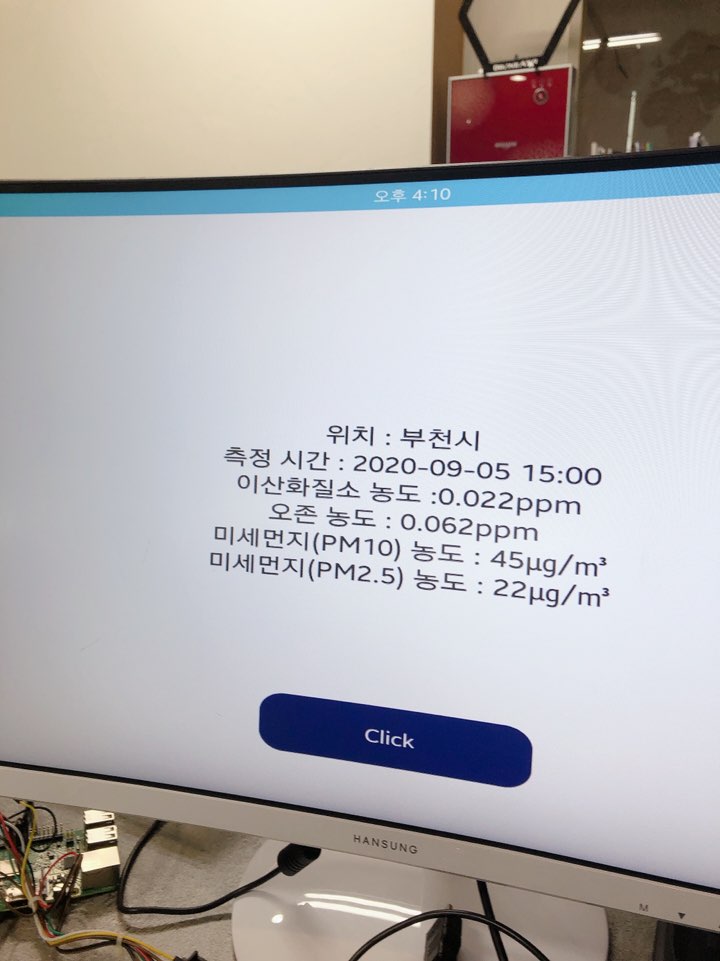 오후 4:10
위치 : 부천시
측정 시간 : 2020-09-05 15:00
이산화질소 농도 :0.022ppm
오존 농도 : 0.062ppm
미세먼지(PM10) 농도 : 45μg/m³
미세먼지(PM2.5) 농도 : 22μg/m³
Click
HANSUNG
M ▼